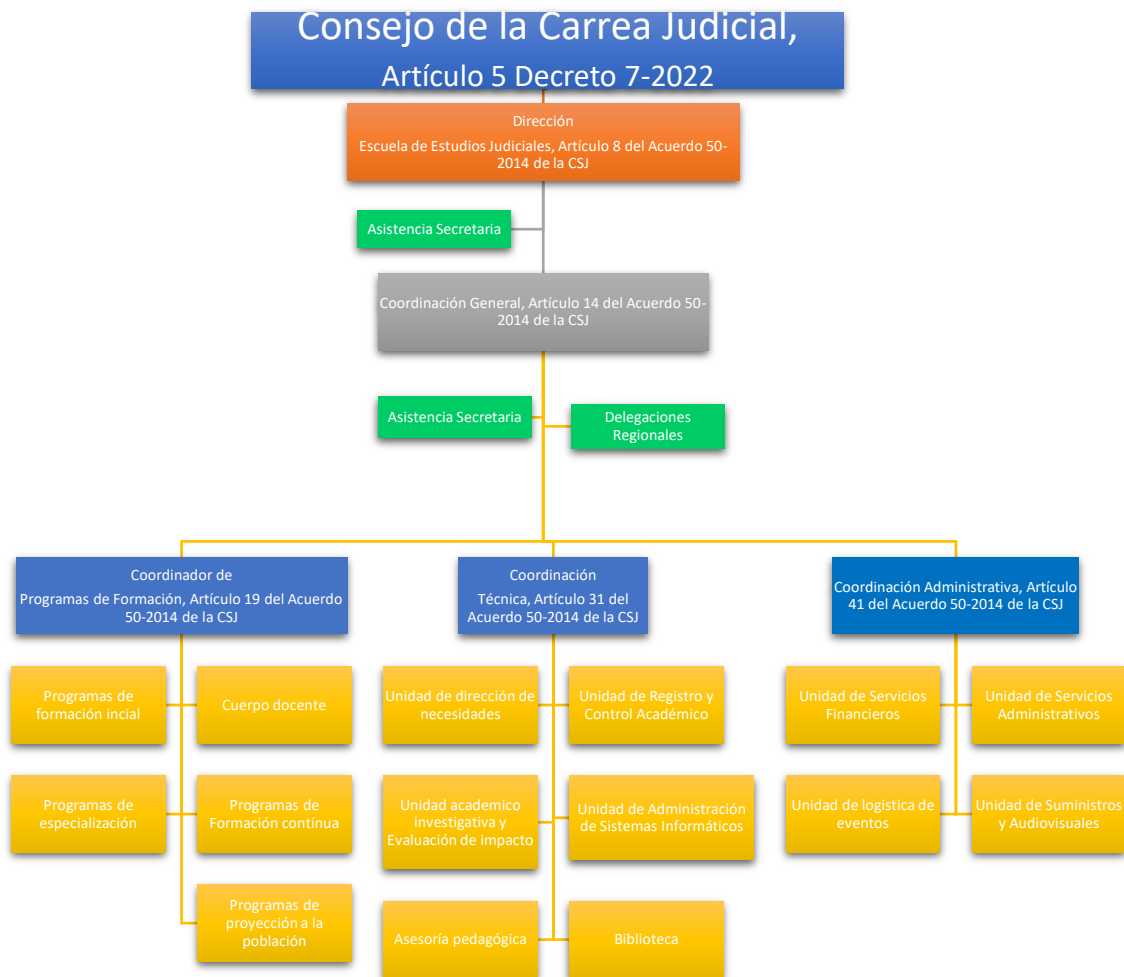 Consejo de la Carrea Judicial,
Artículo 5 Decreto 7-2022
Dirección
Escuela de Estudios Judiciales, Artículo 8 del Acuerdo 50-
2014 de la CSJ
Asistencia Secretaria
Coordinación General, Artículo 14 del Acuerdo 50-
2014 de la CSJ
Asistencia Secretaria
Delegaciones
Regionales
Coordinador de
Programas de Formación, Artículo 19 del Acuerdo
50-2014 de la CSJ
Coordinación
Técnica, Artículo 31 del
Acuerdo 50-2014 de la CSJ
Coordinación Administrativa, Artículo
41 del Acuerdo 50-2014 de la CSJ
Programas de
formación incial
Cuerpo docente
Unidad de dirección de
necesidades
Unidad de Registro y
Control Académico
Unidad de Servicios
Financieros
Unidad de Servicios
Administrativos
Programas de
especialización
Programas de
Formación contínua
Unidad academico
investigativa y
Evaluación de impacto
Unidad de Administración
de Sistemas Informáticos
Unidad de logistica de
eventos
Unidad de Suministros
y Audiovisuales
Programas de
proyección a la
población
Asesoría pedagógica
Biblioteca